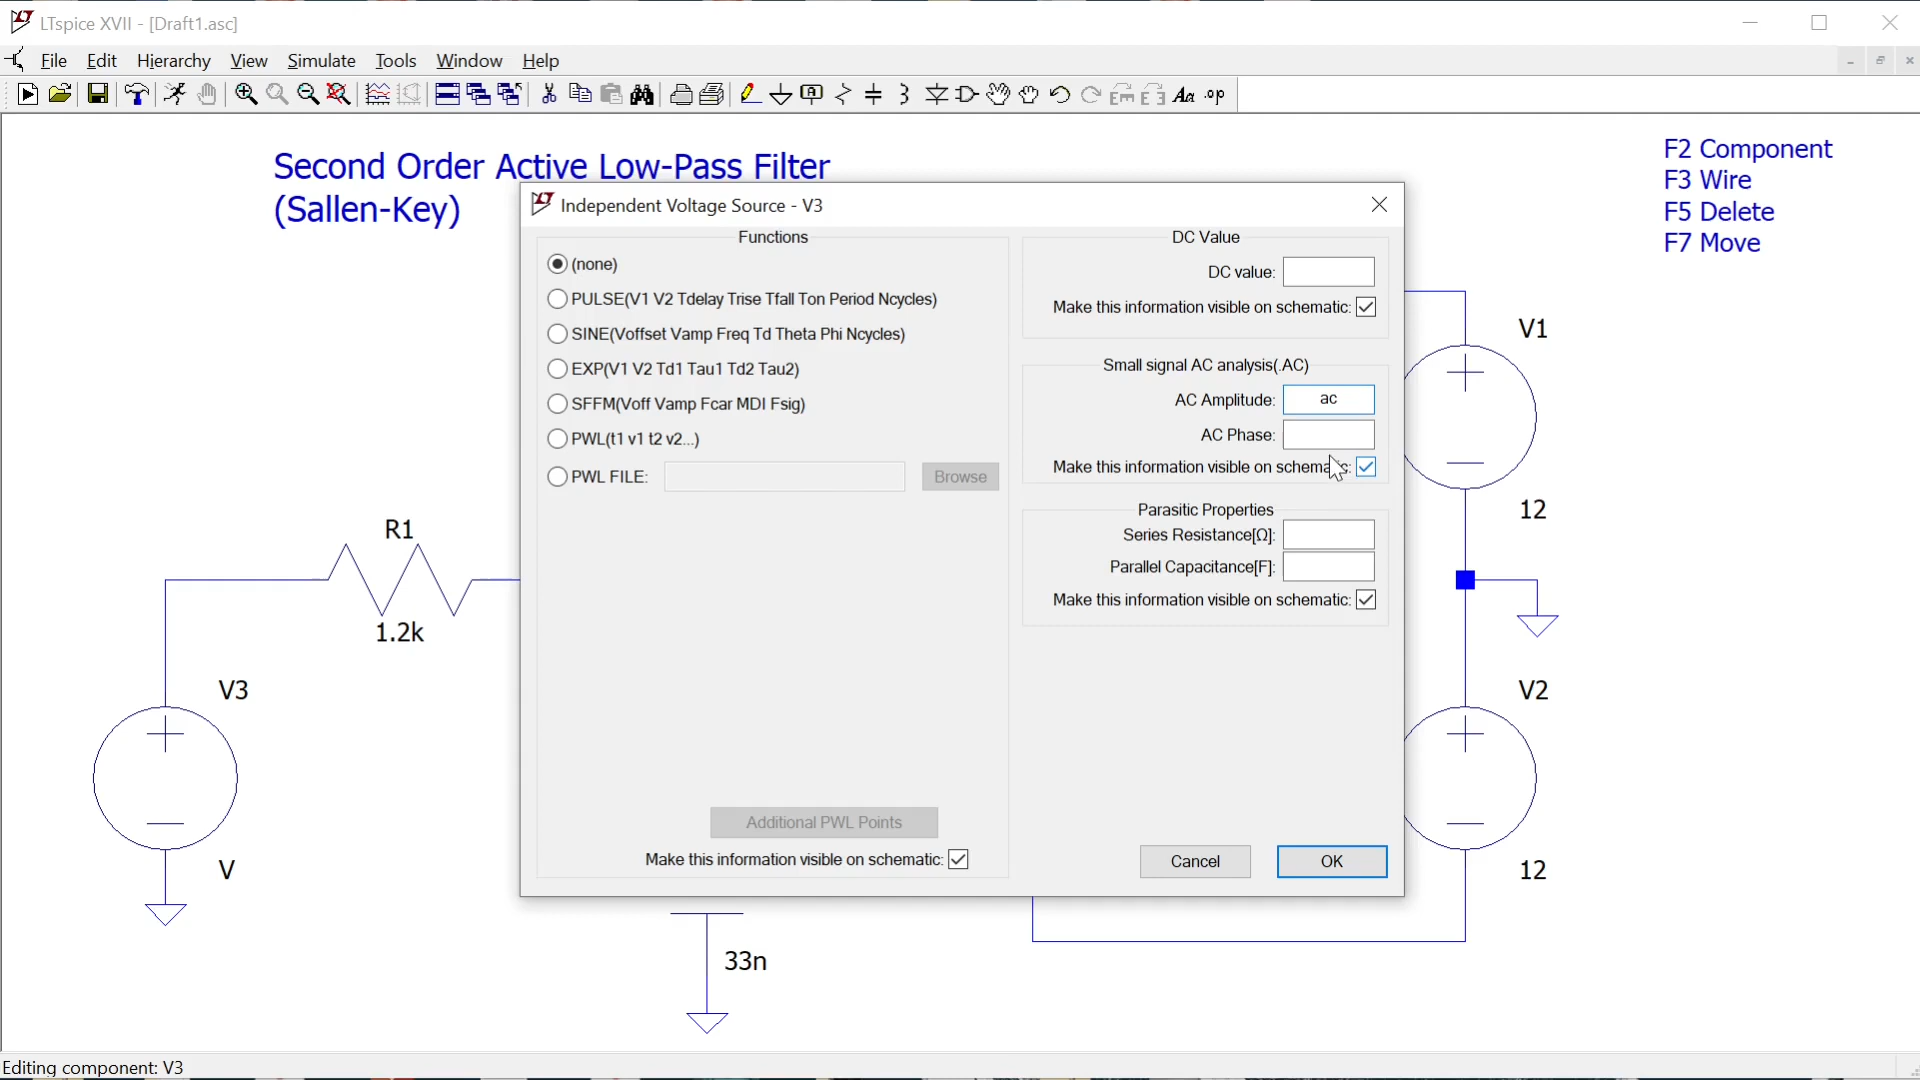 LTspice XVII - [Draft1.asc]
File Edit Hierarchy View Simulate Tools Window Help
Aa .op
Second Order Active Low-Pass Filter
(Sallen-Key)
F2 Component
F3 Wire
F5 Delete
F7 Move
Independent Voltage Source - V3
Functions
(none)
PULSE(V1 V2 Tdelay Trise Tfall Ton Period Ncycles)
SINE(Voffset Vamp Freq Td Theta Phi Ncycles)
EXP(V1 V2 Td1 Tau1 Td2 Tau2)
SFFM(Voff Vamp Fcar MDI Fsig)
PWL(t1 v1 t2 v2...)
PWL FILE: Browse
Additional PWL Points
Make this information visible on schematic:
DC Value
DC value:
Make this information visible on schematic:
Small signal AC analysis(.AC)
AC Amplitude: ac
AC Phase:
Make this information visible on schematic:
Parasitic Properties
Series Resistance[Ω]:
Parallel Capacitance[F]:
Make this information visible on schematic:
Cancel OK
R1
1.2k
V3
V
33n
V1
12
V2
12
Editing component: V3